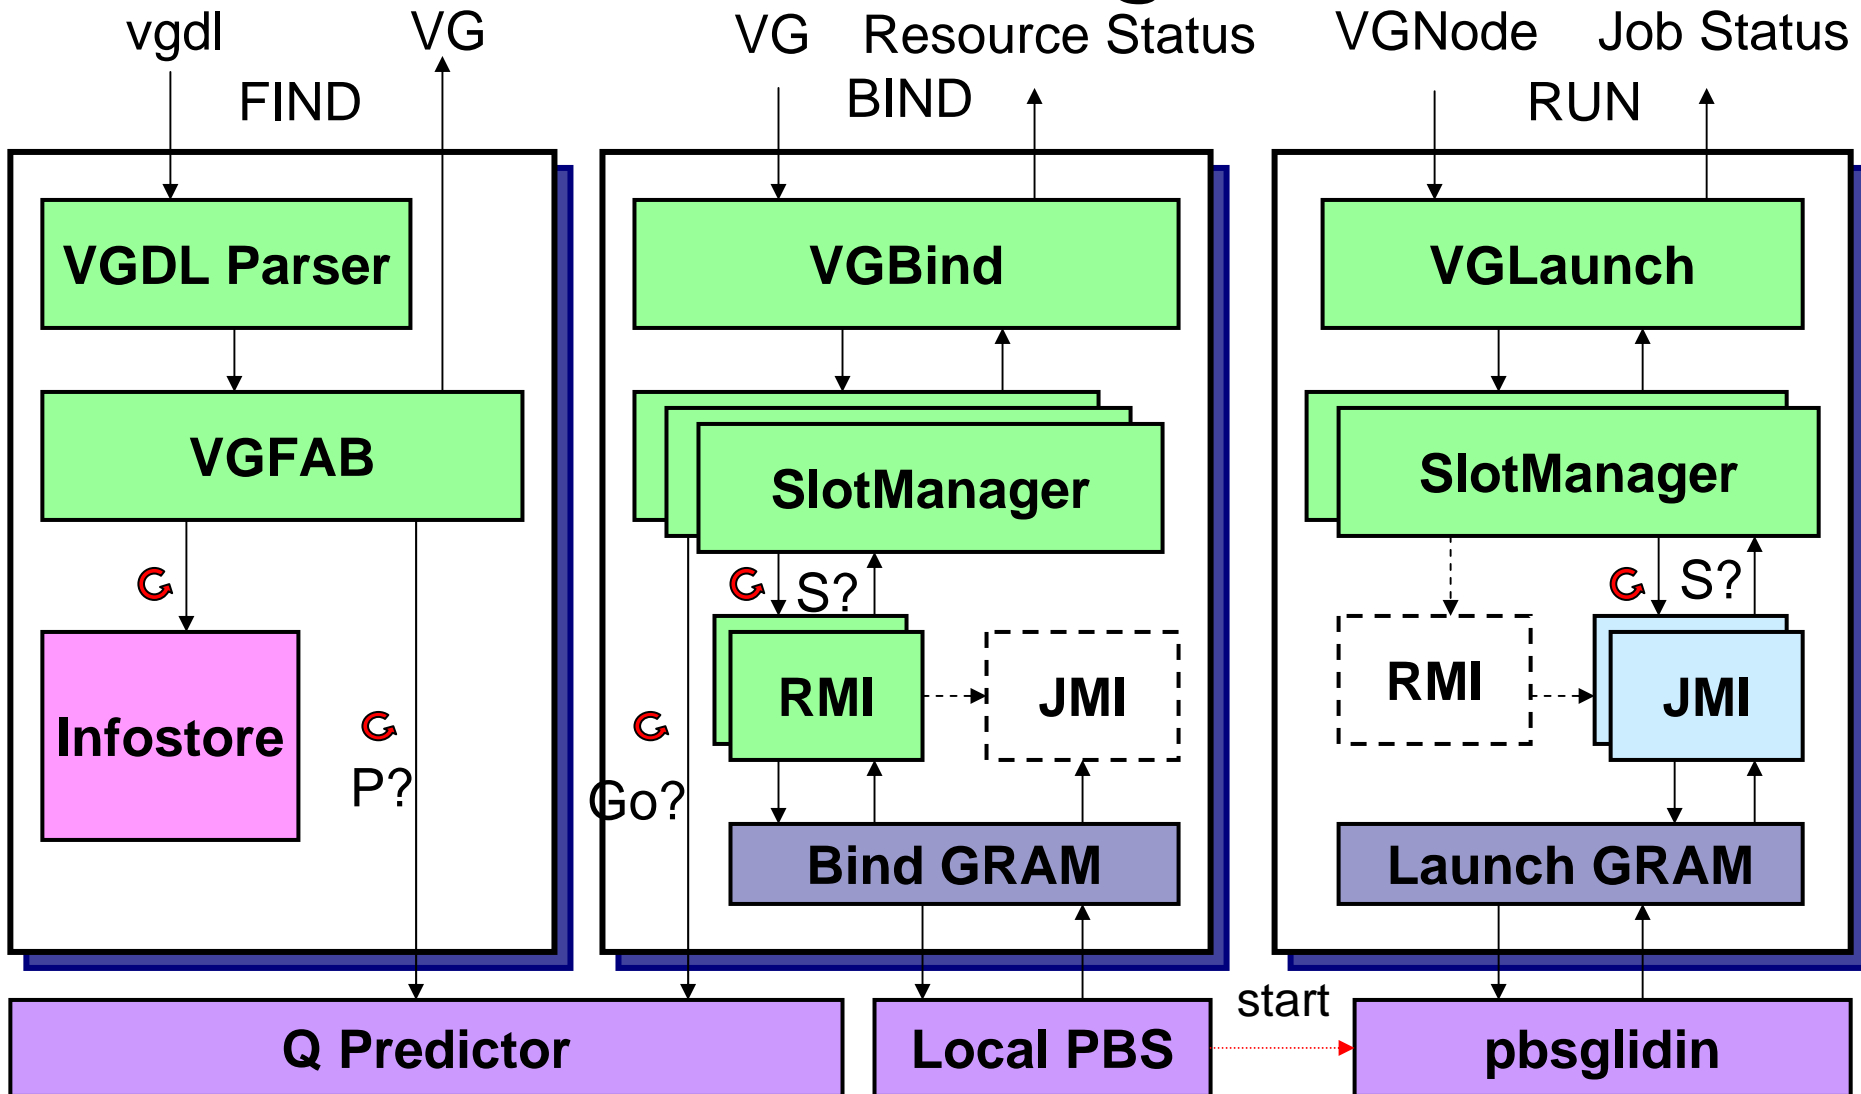 vgdl
VG
FIND
VGDL Parser
VGFAB
Infostore
P?
VG
Resource Status
BIND
VGBind
SlotManager
S?
RMI
JMI
Go?
Bind GRAM
VGNode
Job Status
RUN
VGLaunch
SlotManager
S?
RMI
JMI
Launch GRAM
Q Predictor
Local PBS
start
pbsglidin